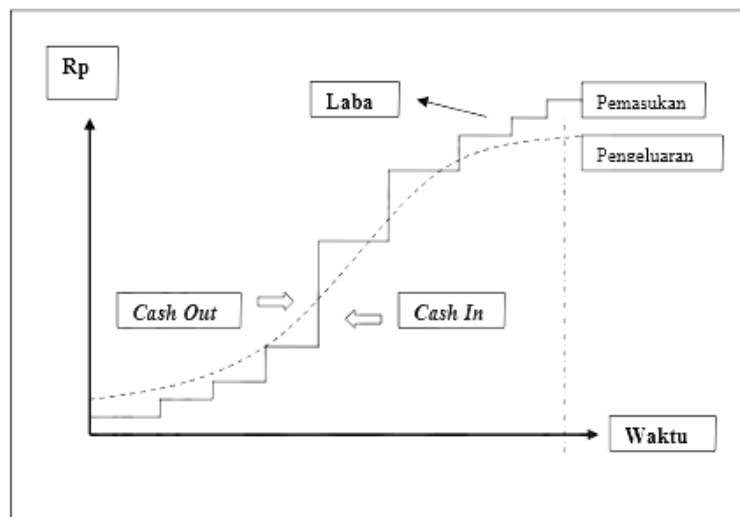 Rp
Laba
Pemasukan
Pengeluaran
Cash Out
Cash In
Waktu